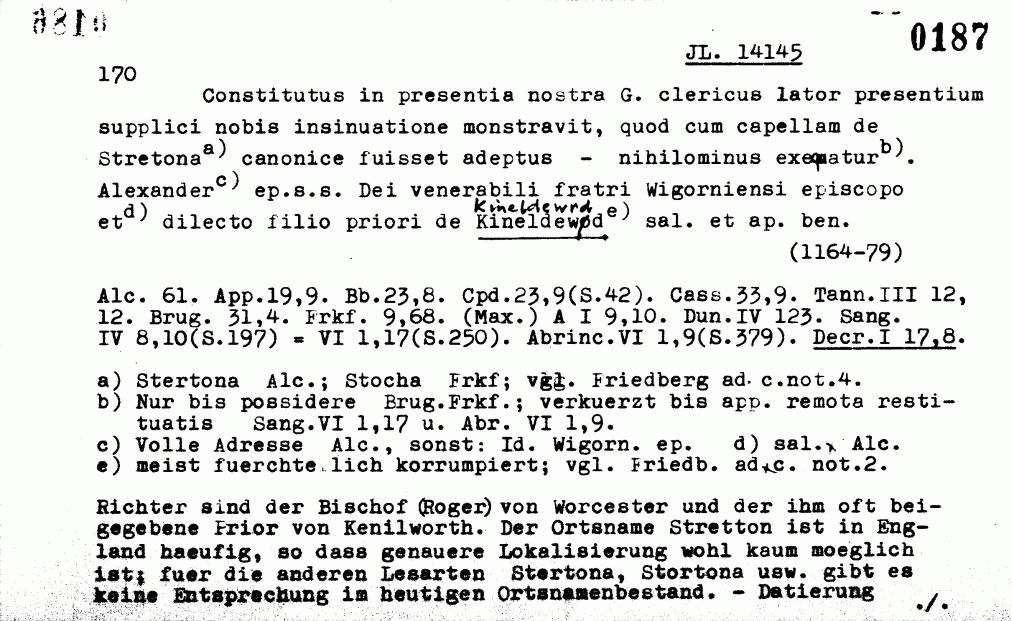 0187
JL. 14145
170
Constitutus in presentia nostra G. clericus lator presentium
supplici nobis insinuatione monstravit, quod cum capellam de
Stretona a) canonice fuisset adeptus - nihilominus exequatur b).
Alexander c) ep.s.s. Dei venerabili fratri Wigorniensi episcopo
Kineldewrd
et d) dilecto filio priori de Kineldewrd e) sal. et ap. ben.
(1164-79)
Alc. 61. App.19,9. Bb.23,8. Cpd.23,9(S.42). Cass.33,9. Tann.III 12,
12. Brug. 31,4. Frkf. 9,68. (Max.) A I 9,10. Dun.IV 123. Sang.
IV 8,10(S.197) = VI 1,17(S.250). Abrinc.VI 1,9(S.379). Decr.I 17,8.
a) Stertona Alc.; Stocha Frkf; vgl. Friedberg ad c.not.4.
b) Nur bis possidere Brug.Frkf.; verkuerzt bis app. remota resti-
tuatis Sang.VI 1,17 u. Abr. VI 1,9.
c) Volle Adresse Alc., sonst: Id. Wigorn. ep. d) sal., Alc.
e) meist fuerchterlich korrumpiert; vgl. Friedb. ad c. not.2.
Richter sind der Bischof (Roger) von Worcester und der ihm oft bei-
gegebene Prior von Kenilworth. Der Ortsname Stretton ist in Eng-
land haeufig, so dass genauere Lokalisierung wohl kaum moeglich
ist; fuer die anderen Lesarten Stertona, Stortona usw. gibt es
keine Entsprechung im heutigen Ortsnamenbestand. - Datierung
./.